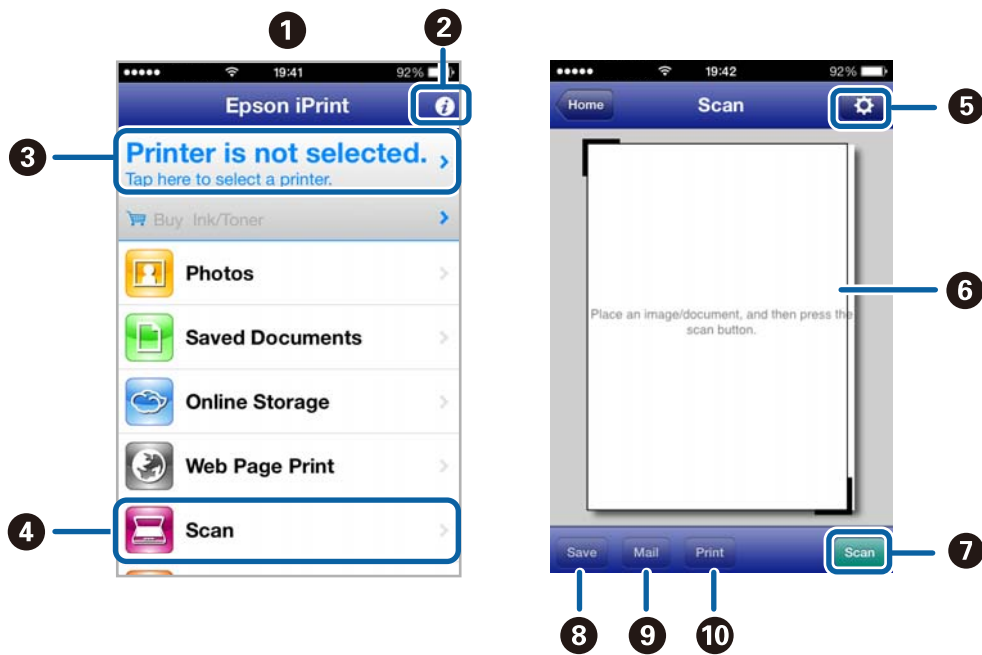 1
2
19:41
92%
Epson iPrint
3
Printer is not selected.
Tap here to select a printer.
Buy Ink/Toner
Photos
Saved Documents
Online Storage
Web Page Print
4
Scan
19:42
92%
Home
Scan
5
6
Place an image/document, and then press the
scan button.
Save
Mail
Print
Scan
7
8
9
10